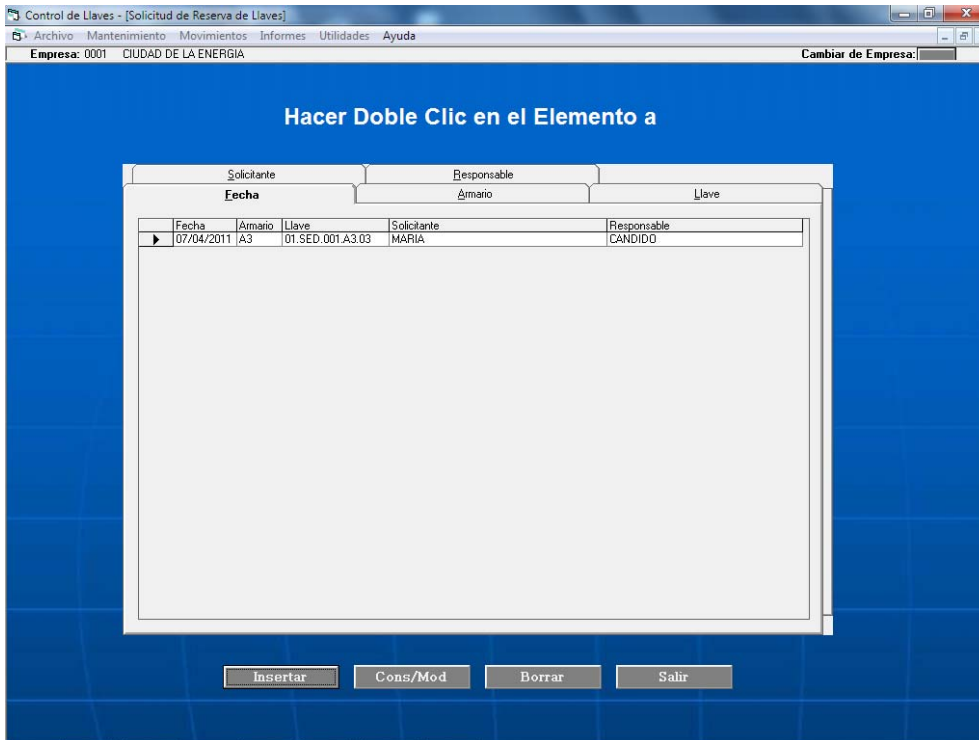 Control de Llaves - [Solicitud de Reserva de Llaves]
Archivo Mantenimiento Movimientos Informes Utilidades Ayuda
Empresa: 0001 CIUDAD DE LA ENERGIA Cambiar de Empresa:
Hacer Doble Clic en el Elemento a
Solicitante Responsable
Fecha Armario Llave
Fecha Armario Llave Solicitante Responsable
07/04/2011 A3 01.SED.001.A3.03 MARIA CANDIDO
Insertar Cons/Mod Borrar Salir